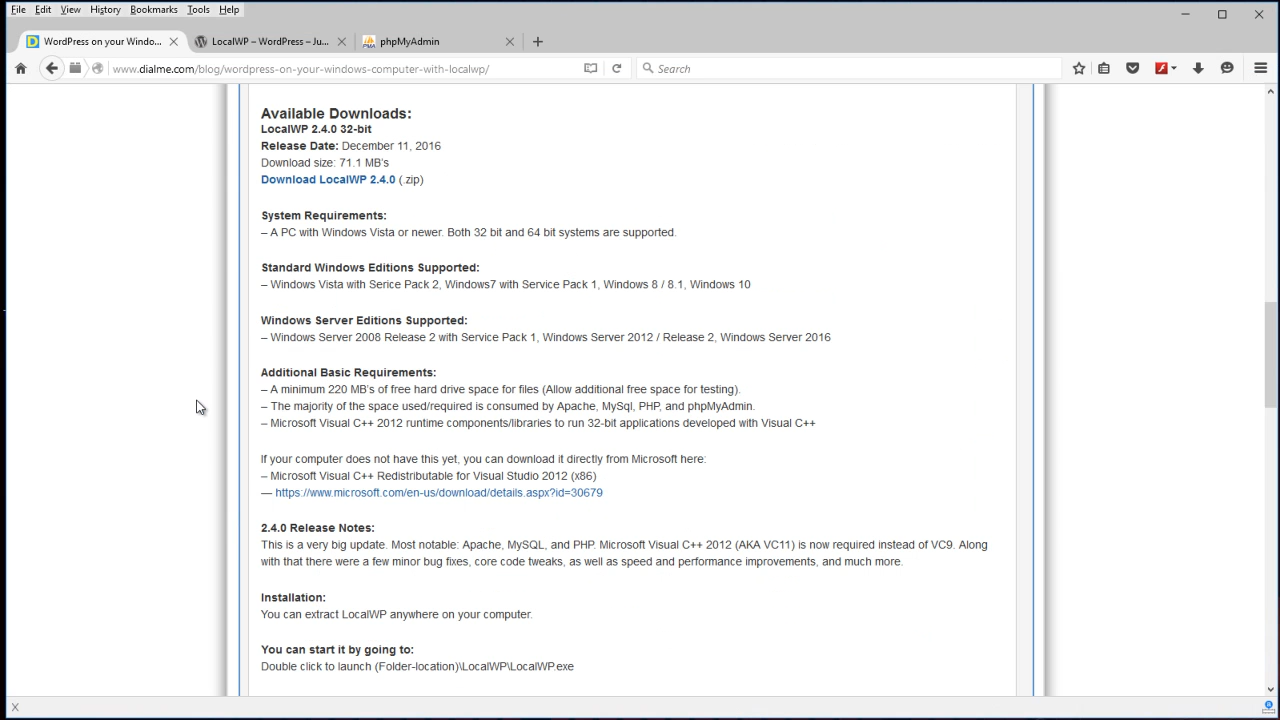 File Edit View History Bookmarks Tools Help
WordPress on your Windo...
LocalWP – WordPress – Ju...
phpMyAdmin
www.dialme.com/blog/wordpress-on-your-windows-computer-with-localwp/
Search
Available Downloads:
LocalWP 2.4.0 32-bit
Release Date: December 11, 2016
Download size: 71.1 MB's
Download LocalWP 2.4.0 (.zip)
System Requirements:
– A PC with Windows Vista or newer. Both 32 bit and 64 bit systems are supported.
Standard Windows Editions Supported:
– Windows Vista with Serice Pack 2, Windows7 with Service Pack 1, Windows 8 / 8.1, Windows 10
Windows Server Editions Supported:
– Windows Server 2008 Release 2 with Service Pack 1, Windows Server 2012 / Release 2, Windows Server 2016
Additional Basic Requirements:
– A minimum 220 MB's of free hard drive space for files (Allow additional free space for testing).
– The majority of the space used/required is consumed by Apache, MySql, PHP, and phpMyAdmin.
– Microsoft Visual C++ 2012 runtime components/libraries to run 32-bit applications developed with Visual C++
If your computer does not have this yet, you can download it directly from Microsoft here:
– Microsoft Visual C++ Redistributable for Visual Studio 2012 (x86)
— https://www.microsoft.com/en-us/download/details.aspx?id=30679
2.4.0 Release Notes:
This is a very big update. Most notable: Apache, MySQL, and PHP. Microsoft Visual C++ 2012 (AKA VC11) is now required instead of VC9. Along
with that there were a few minor bug fixes, core code tweaks, as well as speed and performance improvements, and much more.
Installation:
You can extract LocalWP anywhere on your computer.
You can start it by going to:
Double click to launch (Folder-location)\LocalWP\LocalWP.exe